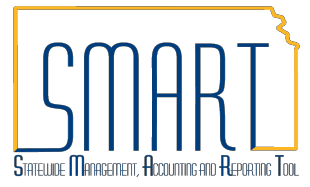 SMART
STATEWIDE MANAGEMENT, ACCOUNTING AND REPORTING TOOL